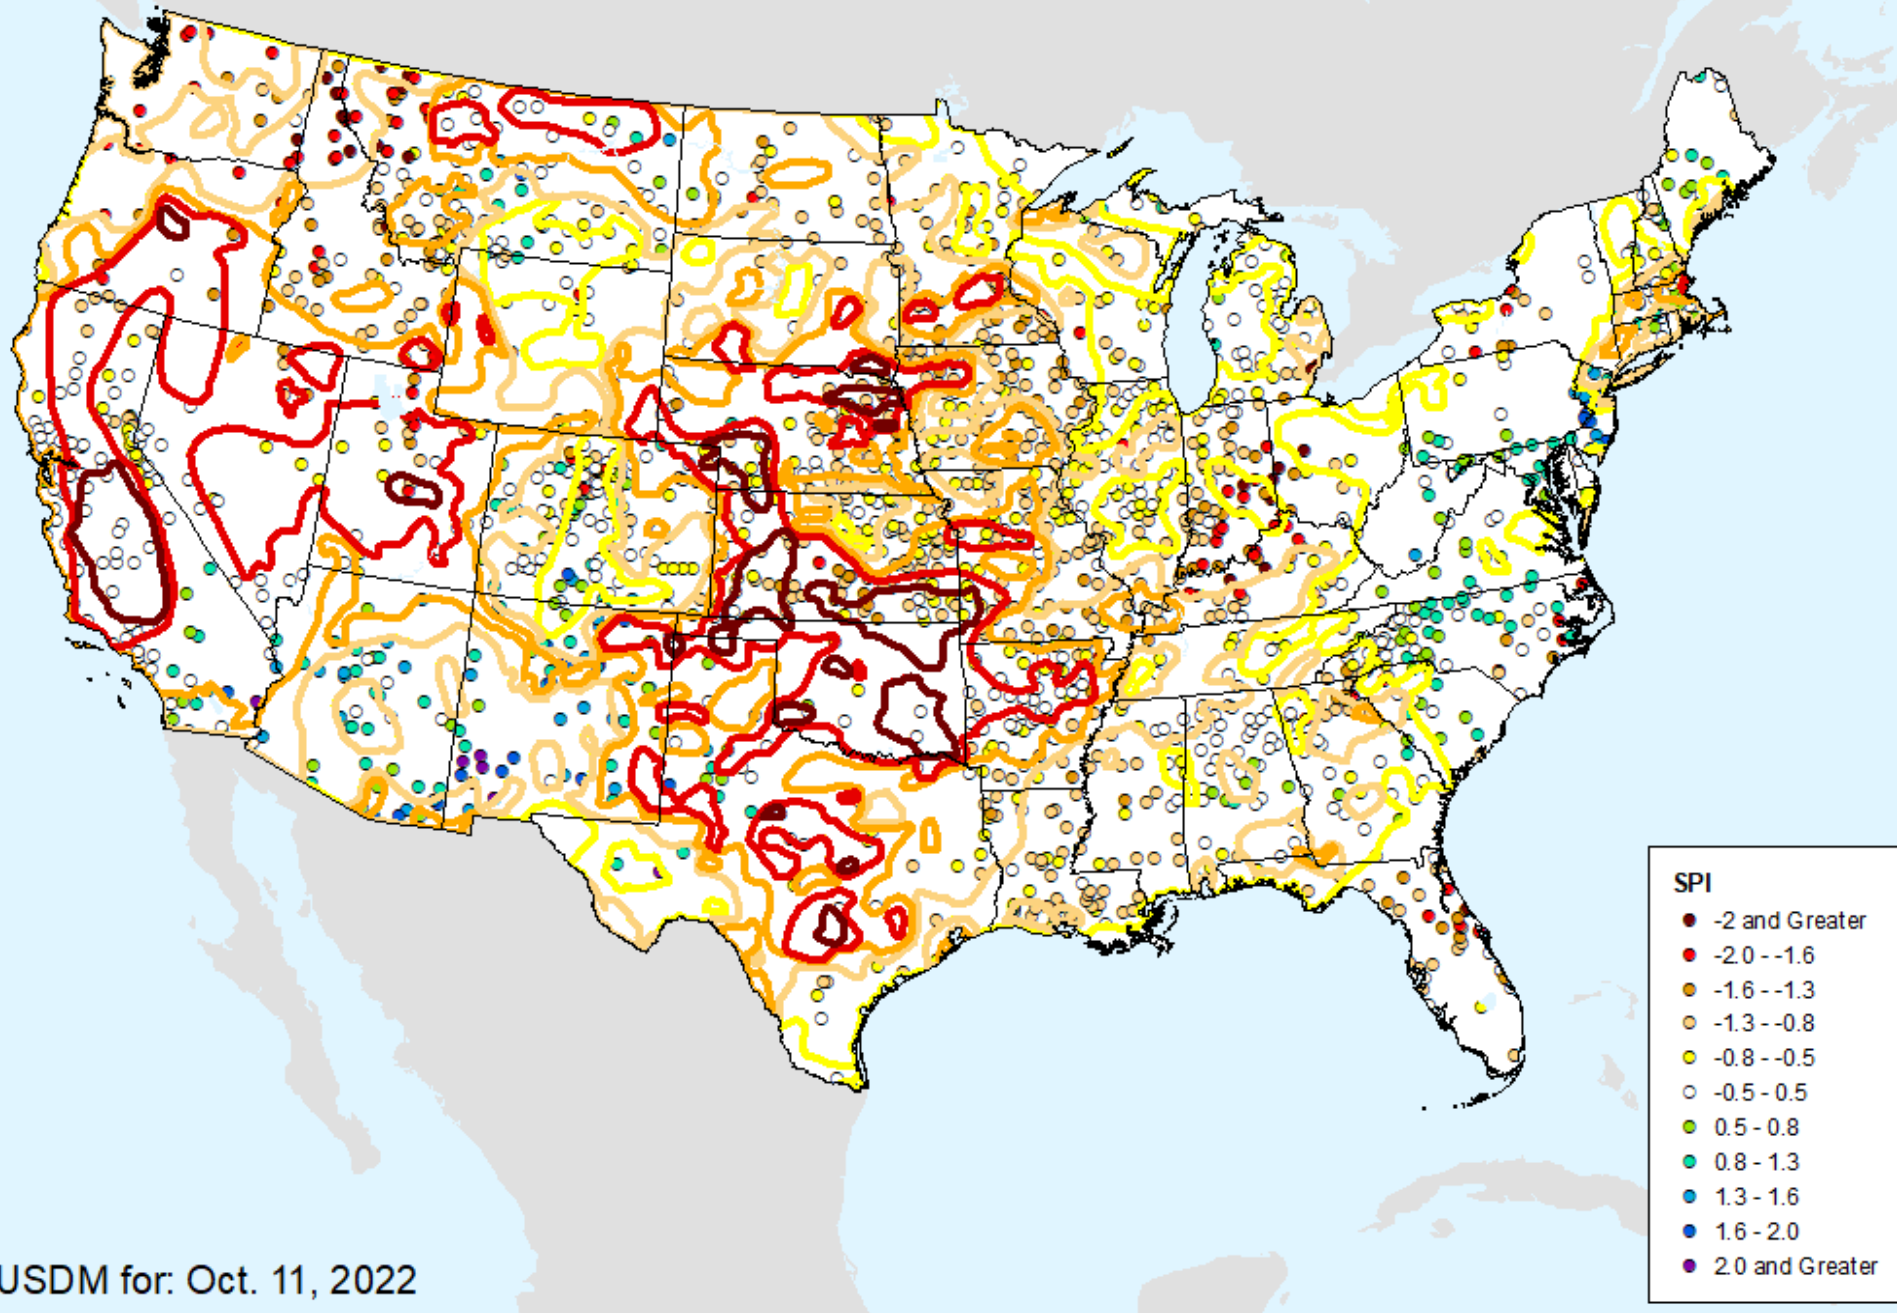 SPI
-2 and Greater
-2.0 - -1.6
-1.6 - -1.3
-1.3 - -0.8
-0.8 - -0.5
-0.5 - 0.5
0.5 - 0.8
0.8 - 1.3
1.3 - 1.6
1.6 - 2.0
2.0 and Greater
USDM for: Oct. 11, 2022